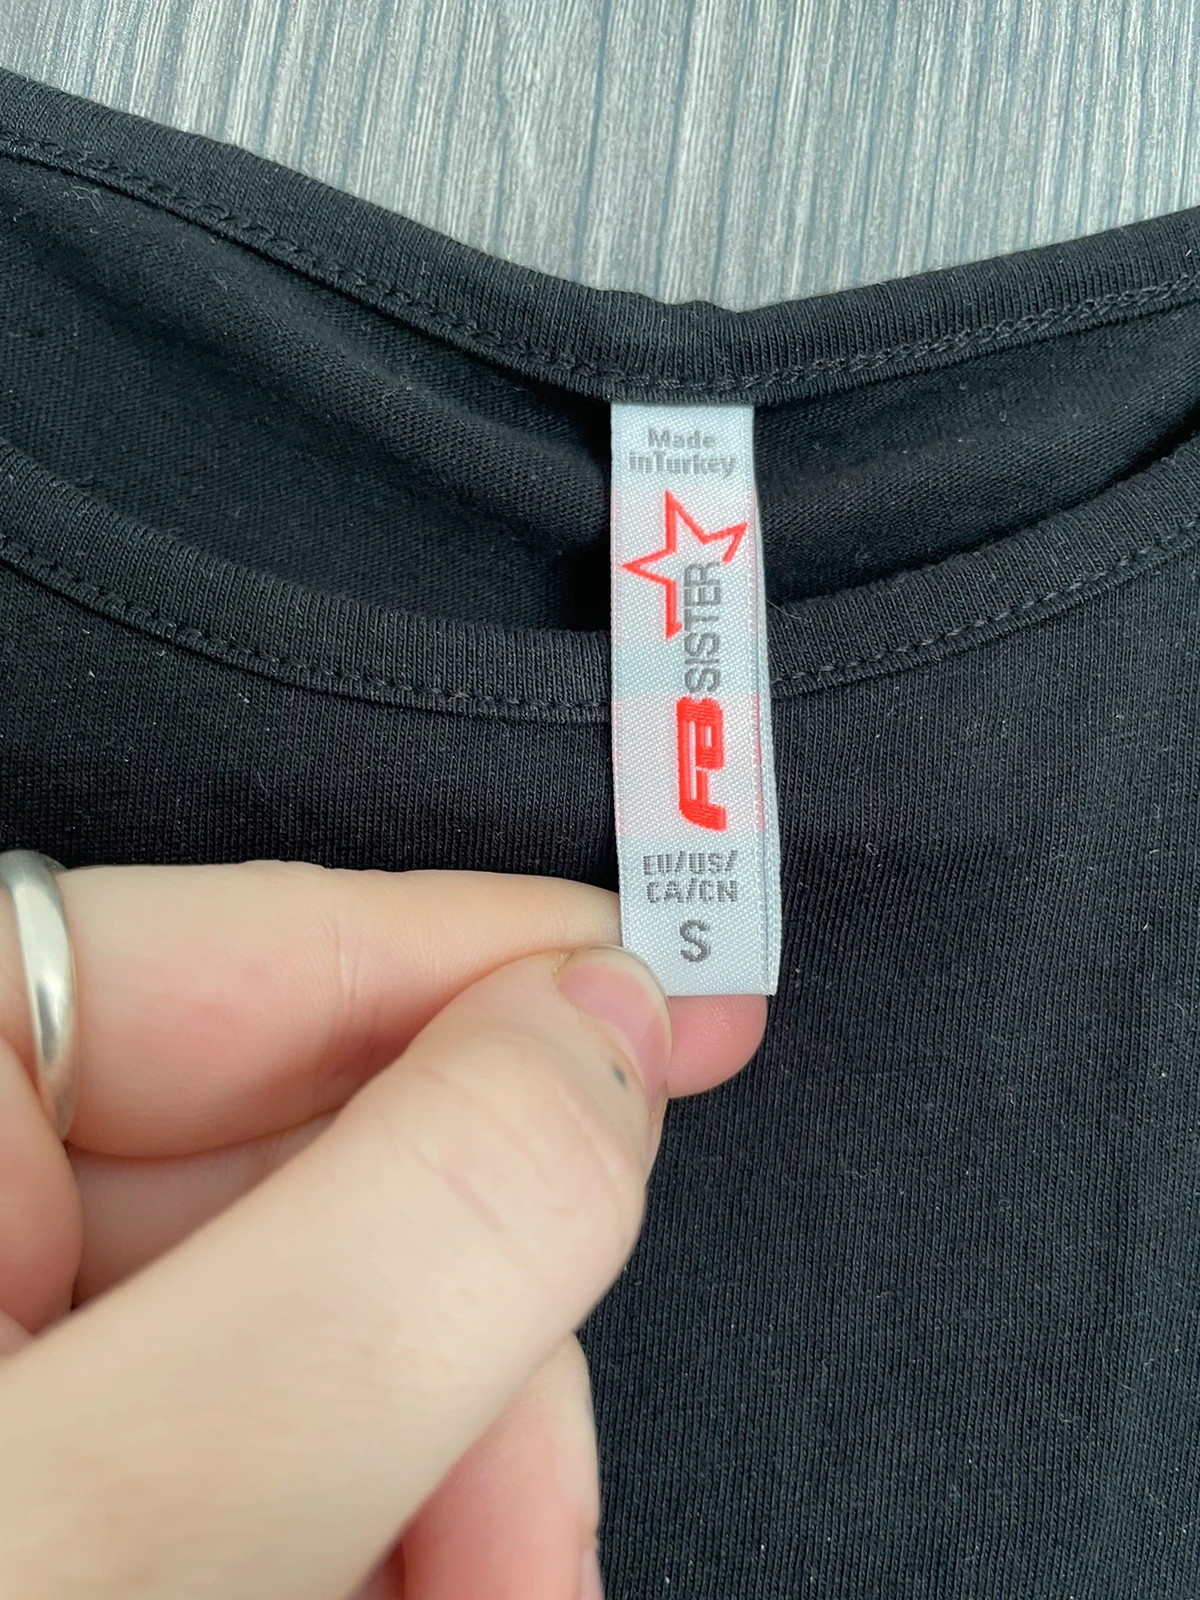 Made
in Turkey
FB SISTER
EU/US/
CA/CN
S